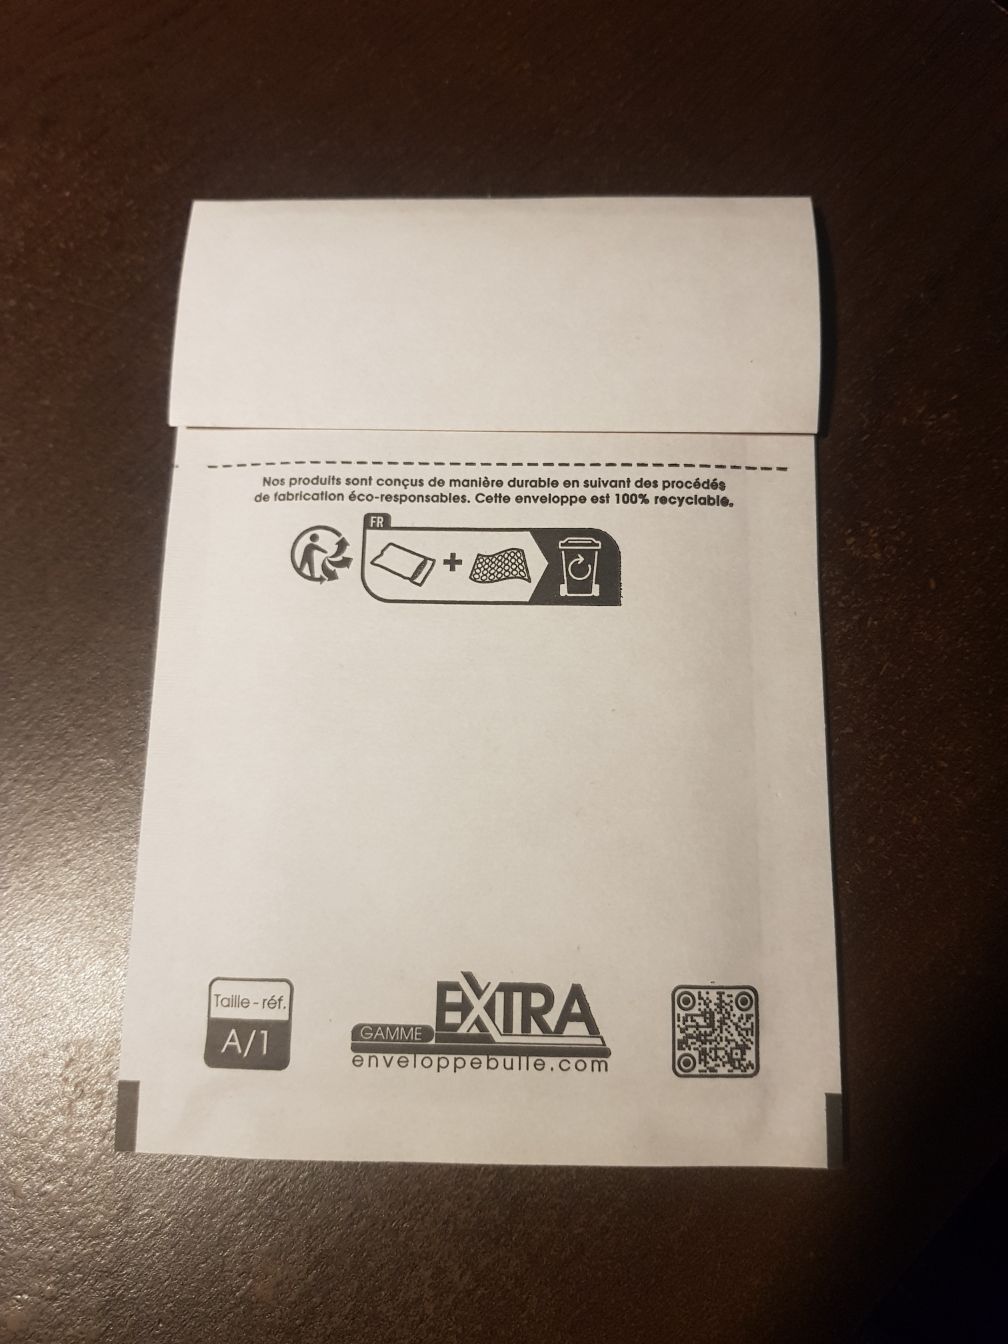 Nos produits sont conçus de manière durable en suivant des procédés
de fabrication éco-responsables. Cette enveloppe est 100% recyclable.
FR
+
Taille - réf.
A/1
GAMME EXTRA
enveloppebulle.com